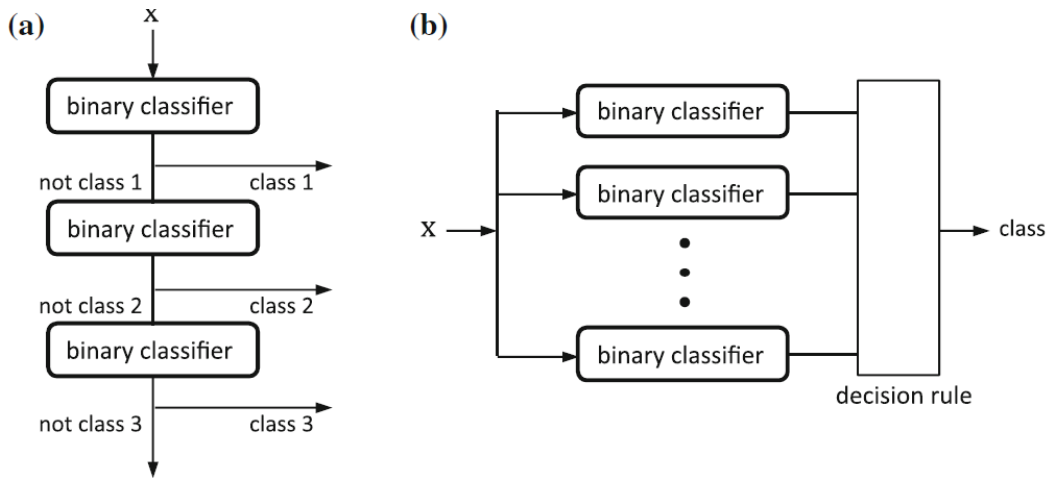 (a)
x
binary classifier
not class 1
class 1
binary classifier
not class 2
class 2
binary classifier
not class 3
class 3
(b)
x
binary classifier
binary classifier
binary classifier
decision rule
class